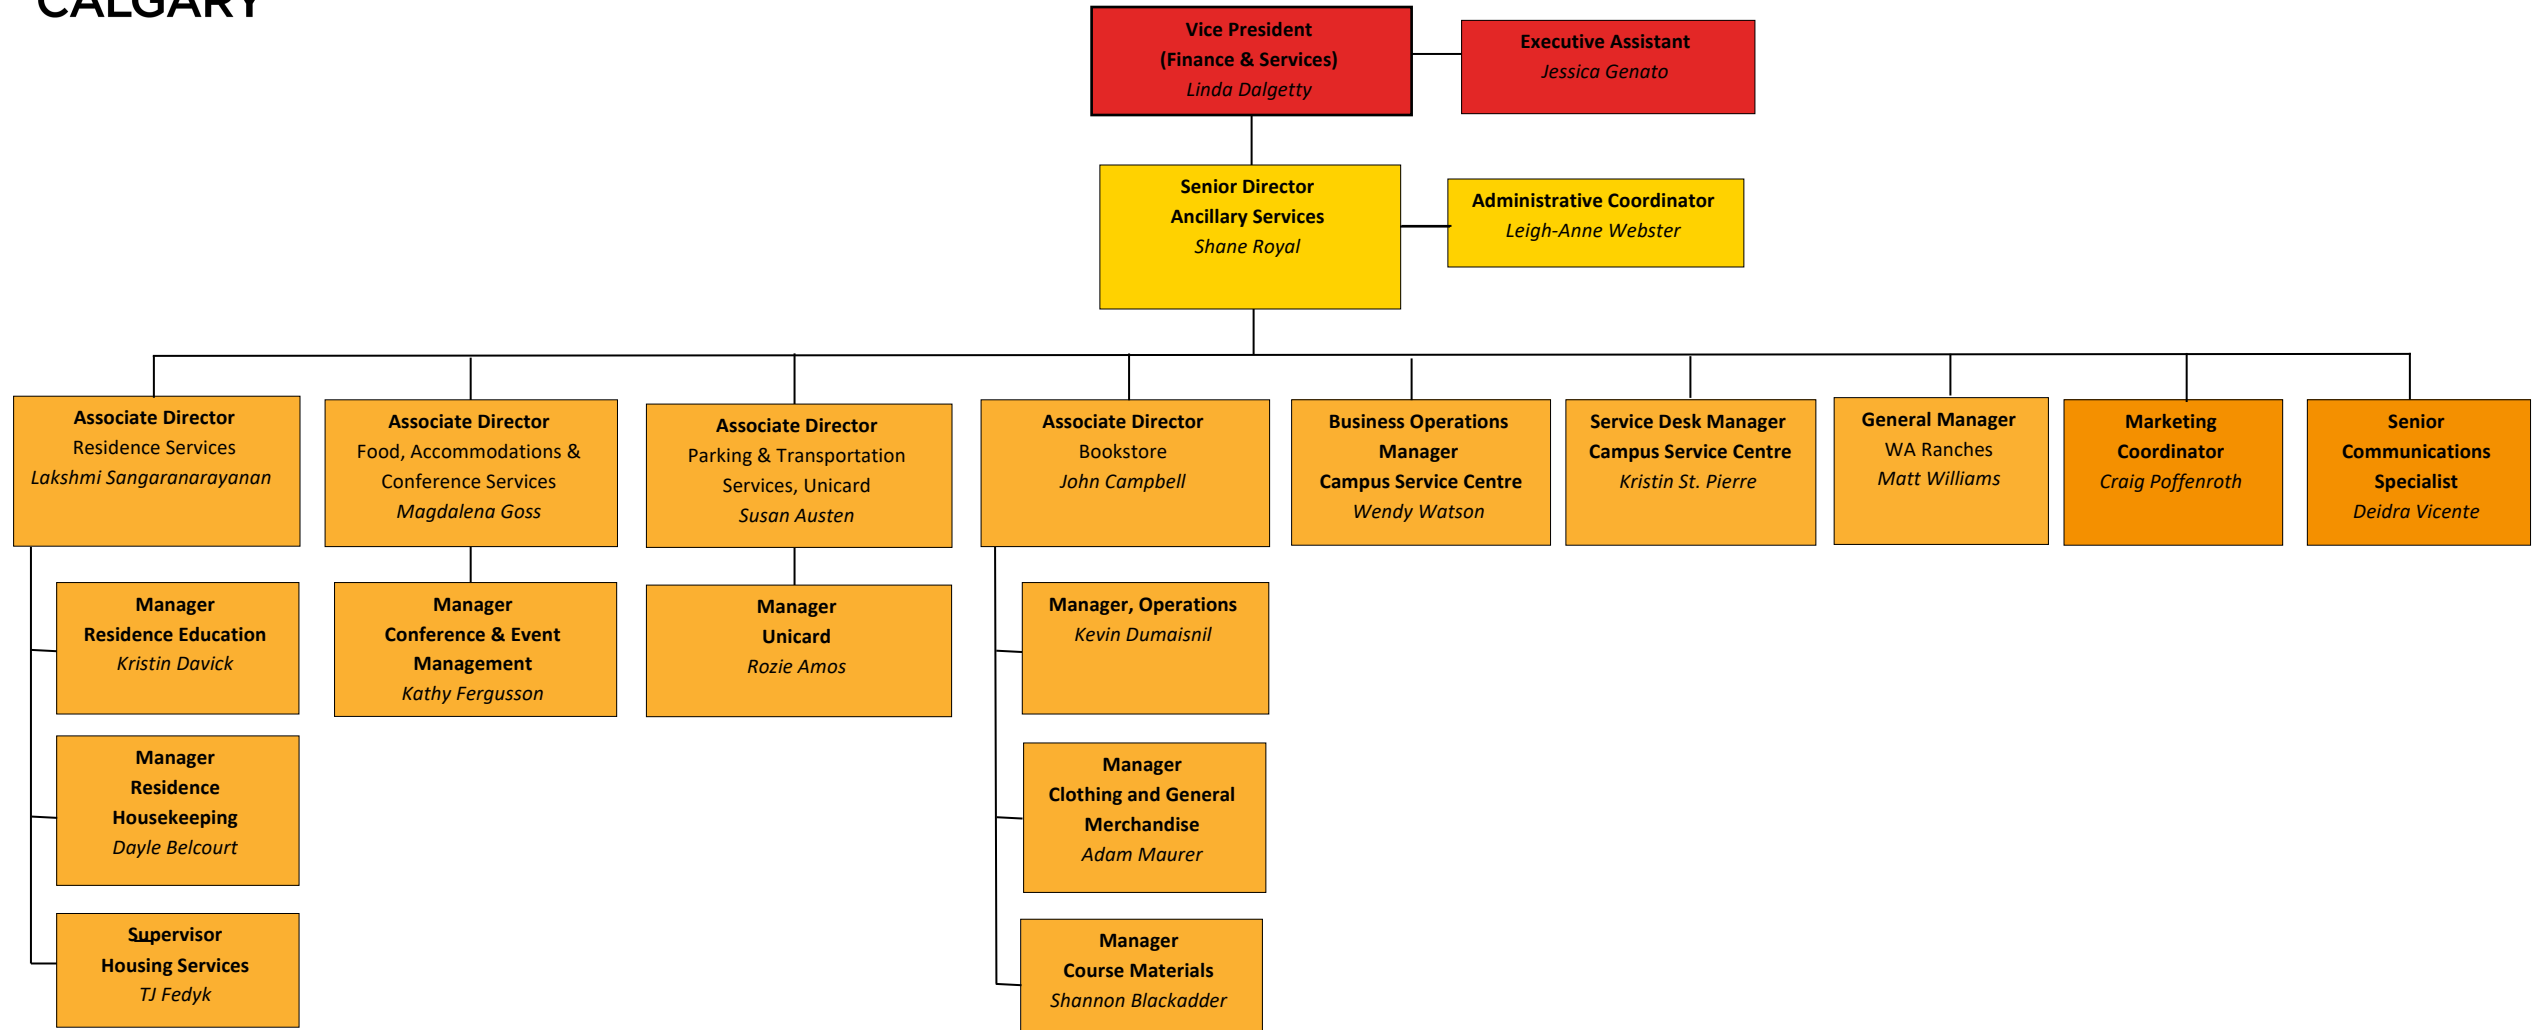 CALGARY
Vice President
(Finance & Services)
Linda Dalgetty
Executive Assistant
Jessica Genato
Senior Director
Ancillary Services
Shane Royal
Administrative Coordinator
Leigh-Anne Webster
Associate Director
Residence Services
Lakshmi Sangaranarayanan
Associate Director
Food, Accommodations &
Conference Services
Magdalena Goss
Associate Director
Parking & Transportation
Services, Unicard
Susan Austen
Associate Director
Bookstore
John Campbell
Business Operations
Manager
Campus Service Centre
Wendy Watson
Service Desk Manager
Campus Service Centre
Kristin St. Pierre
General Manager
WA Ranches
Matt Williams
Marketing
Coordinator
Craig Poffenroth
Senior
Communications
Specialist
Deidra Vicente
Manager
Residence Education
Kristin Davick
Manager
Conference & Event
Management
Kathy Fergusson
Manager
Unicard
Rozie Amos
Manager, Operations
Kevin Dumaisnil
Manager
Residence
Housekeeping
Dayle Belcourt
Manager
Clothing and General
Merchandise
Adam Maurer
Supervisor
Housing Services
TJ Fedyk
Manager
Course Materials
Shannon Blackadder